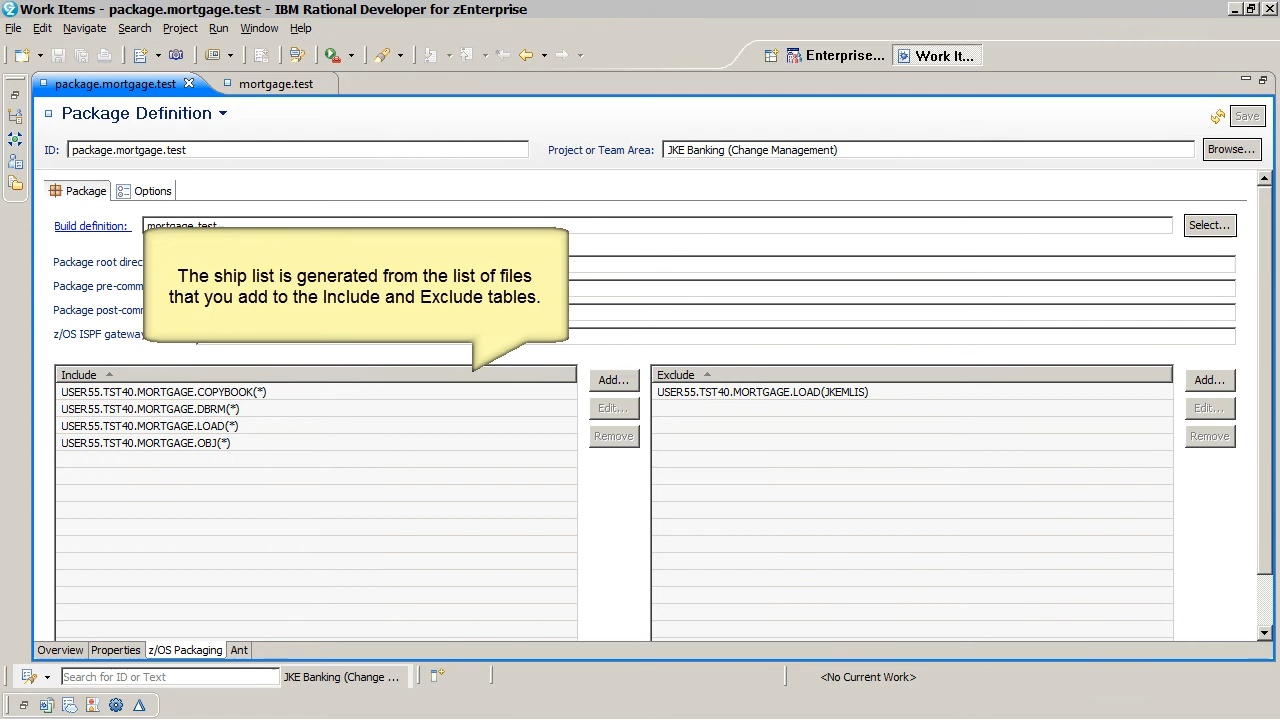 Work Items - package.mortgage.test - IBM Rational Developer for zEnterprise
File Edit Navigate Search Project Run Window Help
Enterprise... Work It...
package.mortgage.test mortgage.test
Package Definition
Save
ID: package.mortgage.test Project or Team Area: JKE Banking (Change Management) Browse...
Package Options
Build definition: mortgage.test Select...
Package root direc
Package pre-comm
Package post-comm
z/OS ISPF gateway
The ship list is generated from the list of files
that you add to the Include and Exclude tables.
Include Add... Exclude Add...
USER55.TST40.MORTGAGE.COPYBOOK(*) USER55.TST40.MORTGAGE.LOAD(JKEMLIS)
USER55.TST40.MORTGAGE.DBRM(*) Edit... Edit...
USER55.TST40.MORTGAGE.LOAD(*)
USER55.TST40.MORTGAGE.OBJ(*) Remove Remove
Overview Properties z/OS Packaging Ant
Search for ID or Text JKE Banking (Change ... <No Current Work>